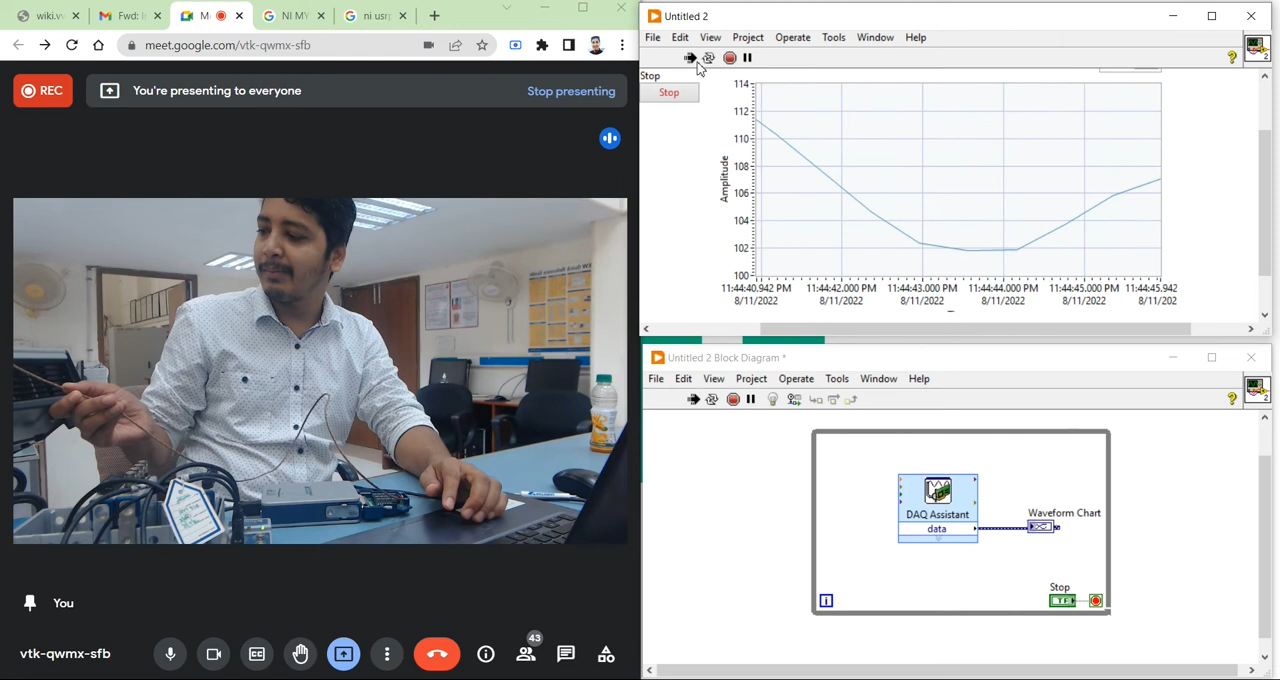 wiki.v
Fwd: I
M
NI MY
ni usr
meet.google.com/vtk-qwmx-sfb
REC
You're presenting to everyone
Stop presenting
You
vtk-qwmx-sfb
43
Untitled 2
File Edit View Project Operate Tools Window Help
2
Stop
Stop
Amplitude
114
112
110
108
106
104
102
100
11:44:40.942 PM 11:44:42.000 PM 11:44:43.000 PM 11:44:44.000 PM 11:44:45.000 PM 11:44:45.942
8/11/2022 8/11/2022 8/11/2022 8/11/2022 8/11/2022 8/11/202
Untitled 2 Block Diagram *
File Edit View Project Operate Tools Window Help
2
DAQ Assistant
data
Waveform Chart
Stop
TF
i